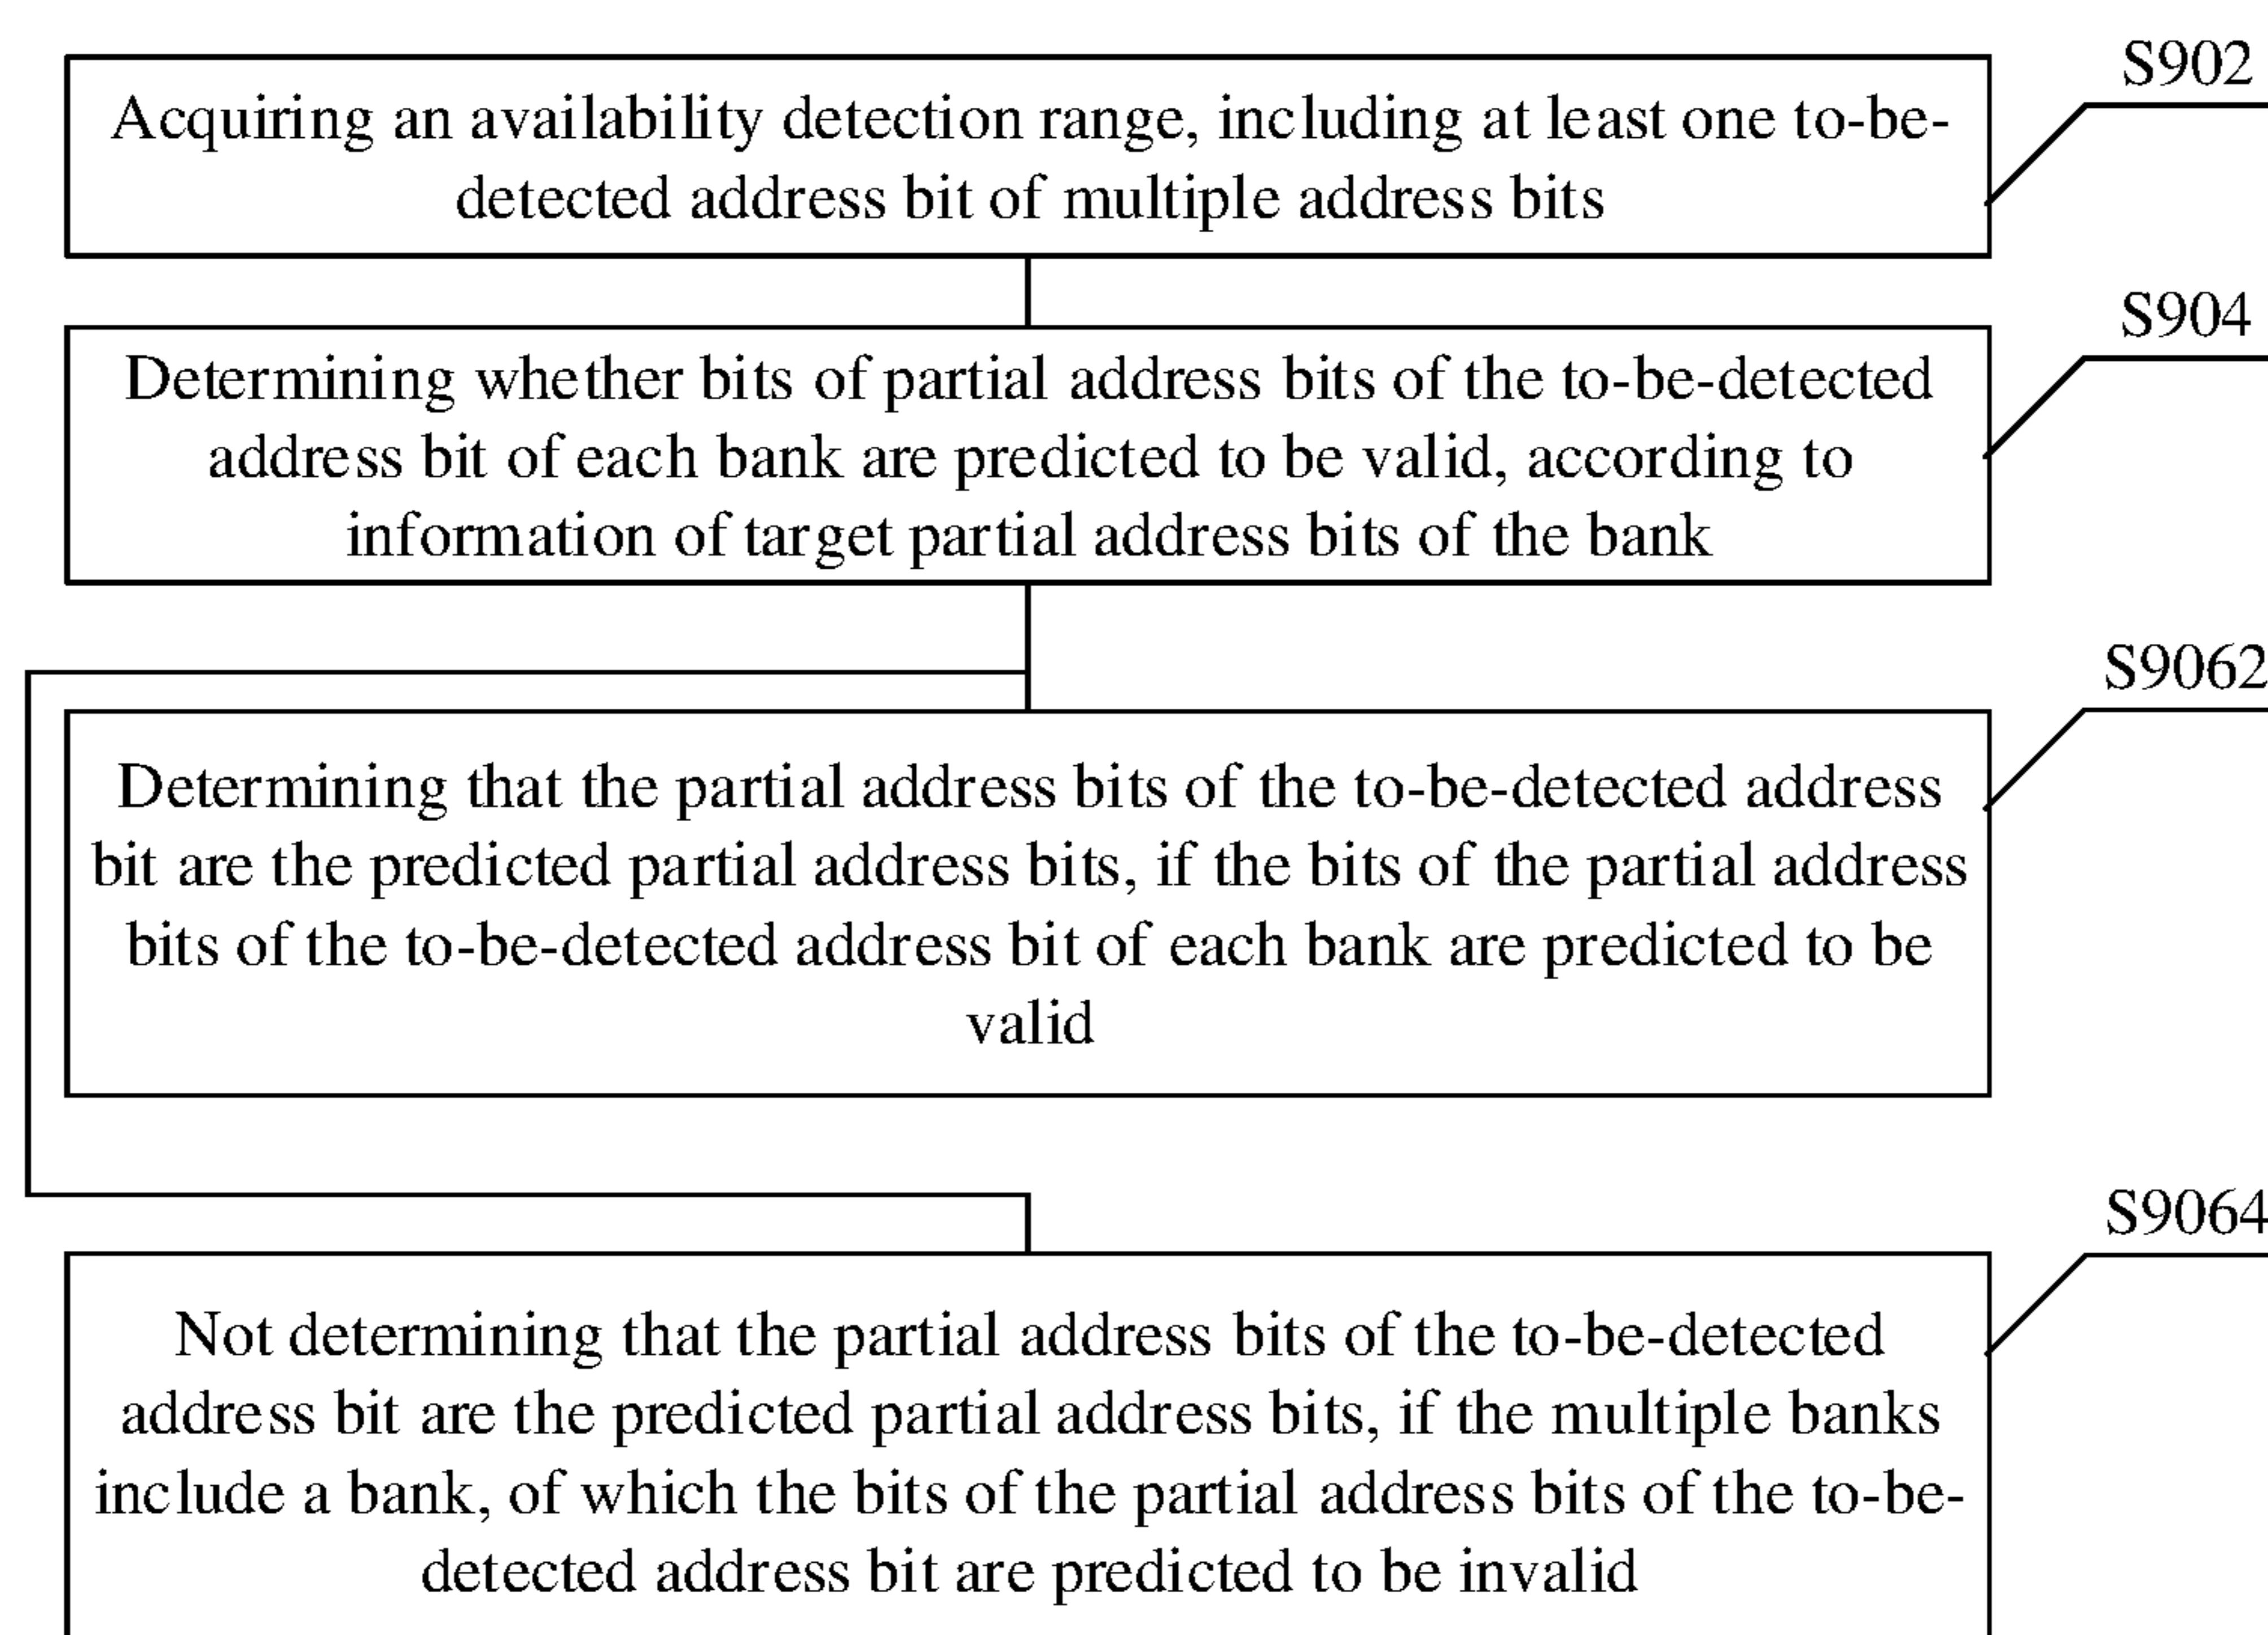 S902
Acquiring an availability detection range, including at least one to-be-
detected address bit of multiple address bits
S904
Determining whether bits of partial address bits of the to-be-detected
address bit of each bank are predicted to be valid, according to
information of target partial address bits of the bank
S9062
Determining that the partial address bits of the to-be-detected address
bit are the predicted partial address bits, if the bits of the partial address
bits of the to-be-detected address bit of each bank are predicted to be
valid
S9064
Not determining that the partial address bits of the to-be-detected
address bit are the predicted partial address bits, if the multiple banks
include a bank, of which the bits of the partial address bits of the to-be-
detected address bit are predicted to be invalid